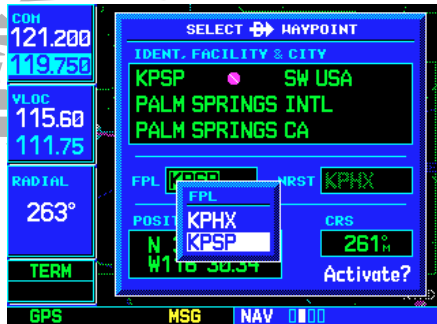 COM
121.200
119.750
VLOC
115.60
111.75
RADIAL
263°
TERM
SELECT D WAYPOINT
IDENT, FACILITY & CITY
KPSP SW USA
PALM SPRINGS INTL
PALM SPRINGS CA
FPL KPSP NRST KPHX
FPL
KPHX
KPSP
POSIT
N 3
W116°30.34'
CRS
261°M
Activate?
GPS MSG NAV